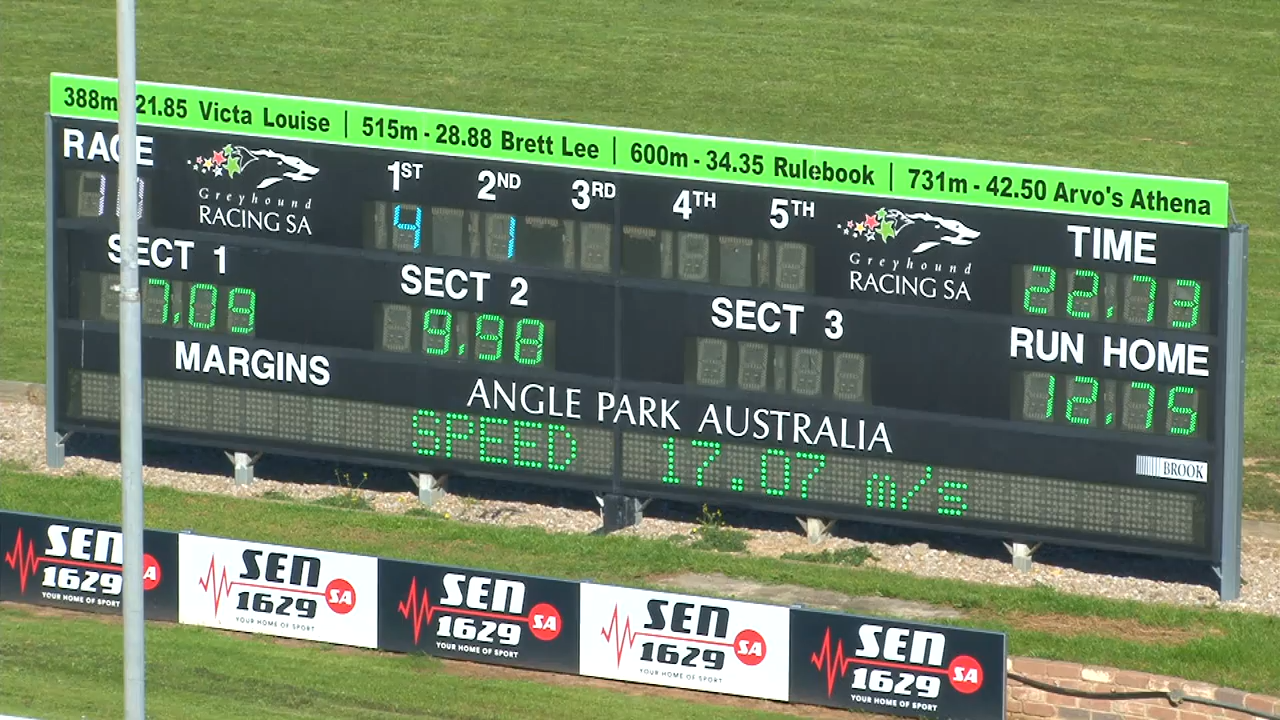 388m 21.85 Victa Louise | 515m - 28.88 Brett Lee | 600m - 34.35 Rulebook | 731m - 42.50 Arvo's Athena
RACE
Greyhound
RACING SA
1ST 2ND 3RD 4TH 5TH
4 1
Greyhound
RACING SA
TIME
22.73
SECT 1
7.09
SECT 2
9.98
SECT 3
RUN HOME
12.75
MARGINS
ANGLE PARK AUSTRALIA
SPEED 17.07 m/s
BROOK
SEN
1629
SA
YOUR HOME OF SPORT
SEN
1629
SA
YOUR HOME OF SPORT
SEN
1629
SA
YOUR HOME OF SPORT
SEN
1629
SA
YOUR HOME OF SPORT
SEN
1629
SA
YOUR HOME OF SPORT